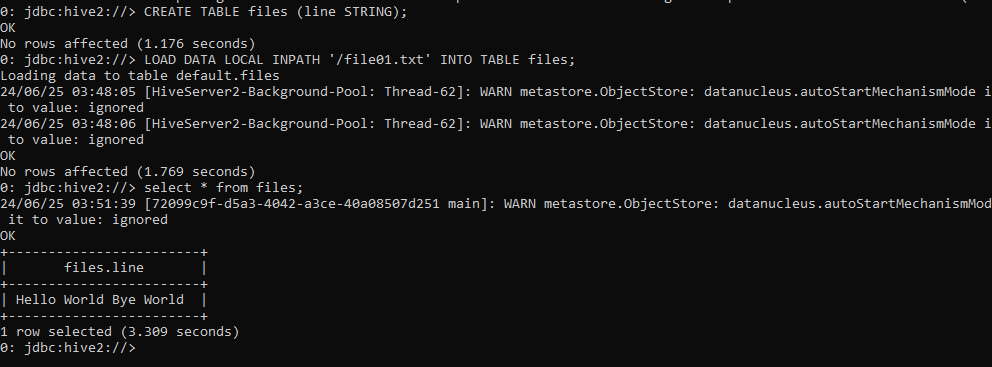 0: jdbc:hive2://> CREATE TABLE files (line STRING);
OK
No rows affected (1.176 seconds)
0: jdbc:hive2://> LOAD DATA LOCAL INPATH '/file01.txt' INTO TABLE files;
Loading data to table default.files
24/06/25 03:48:05 [HiveServer2-Background-Pool: Thread-62]: WARN metastore.ObjectStore: datanucleus.autoStartMechanismMode i
 to value: ignored
24/06/25 03:48:06 [HiveServer2-Background-Pool: Thread-62]: WARN metastore.ObjectStore: datanucleus.autoStartMechanismMode i
 to value: ignored
OK
No rows affected (1.769 seconds)
0: jdbc:hive2://> select * from files;
24/06/25 03:51:39 [72099c9f-d5a3-4042-a3ce-40a08507d251 main]: WARN metastore.ObjectStore: datanucleus.autoStartMechanismMod
 it to value: ignored
OK
+------------------------+
|       files.line       |
+------------------------+
| Hello World Bye World  |
+------------------------+
1 row selected (3.309 seconds)
0: jdbc:hive2://>